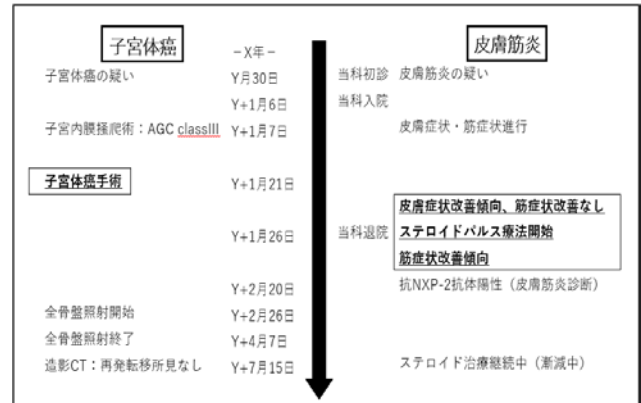 子宮体癌
皮膚筋炎
－X年－
子宮体癌の疑い Y月30日 当科初診 皮膚筋炎の疑い
Y+1月6日 当科入院
子宮内膜掻爬術：AGC classIII Y+1月7日 皮膚症状・筋症状進行
子宮体癌手術 Y+1月21日
皮膚症状改善傾向、筋症状改善なし
Y+1月26日 当科退院 ステロイドパルス療法開始
筋症状改善傾向
Y+2月20日 抗NXP-2抗体陽性（皮膚筋炎診断）
全骨盤照射開始 Y+2月26日
全骨盤照射終了 Y+4月7日
造影CT：再発転移所見なし Y+7月15日 ステロイド治療継続中（漸減中）